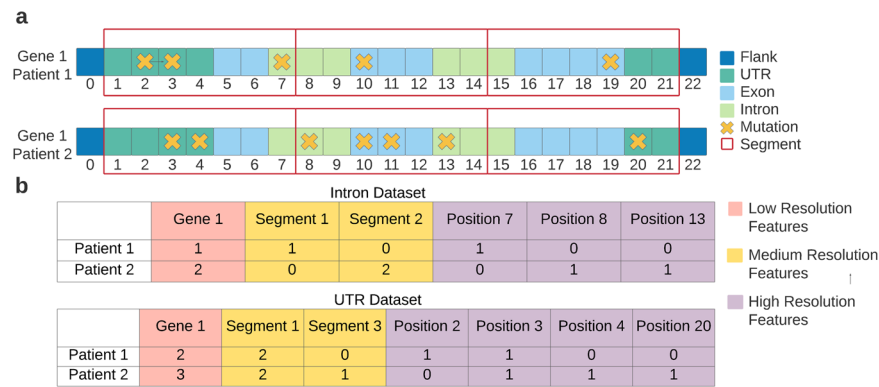 a
Gene 1
Patient 1
0 1 2 3 4 5 6 7 8 9 10 11 12 13 14 15 16 17 18 19 20 21 22
Gene 1
Patient 2
0 1 2 3 4 5 6 7 8 9 10 11 12 13 14 15 16 17 18 19 20 21 22
Flank
UTR
Exon
Intron
Mutation
Segment
b
Intron Dataset
Gene 1 Segment 1 Segment 2 Position 7 Position 8 Position 13
Patient 1 1 1 0 1 0 0
Patient 2 2 0 2 0 1 1
UTR Dataset
Gene 1 Segment 1 Segment 3 Position 2 Position 3 Position 4 Position 20
Patient 1 2 2 0 1 1 0 0
Patient 2 3 2 1 0 1 1 1
Low Resolution
Features
Medium Resolution
Features
High Resolution
Features